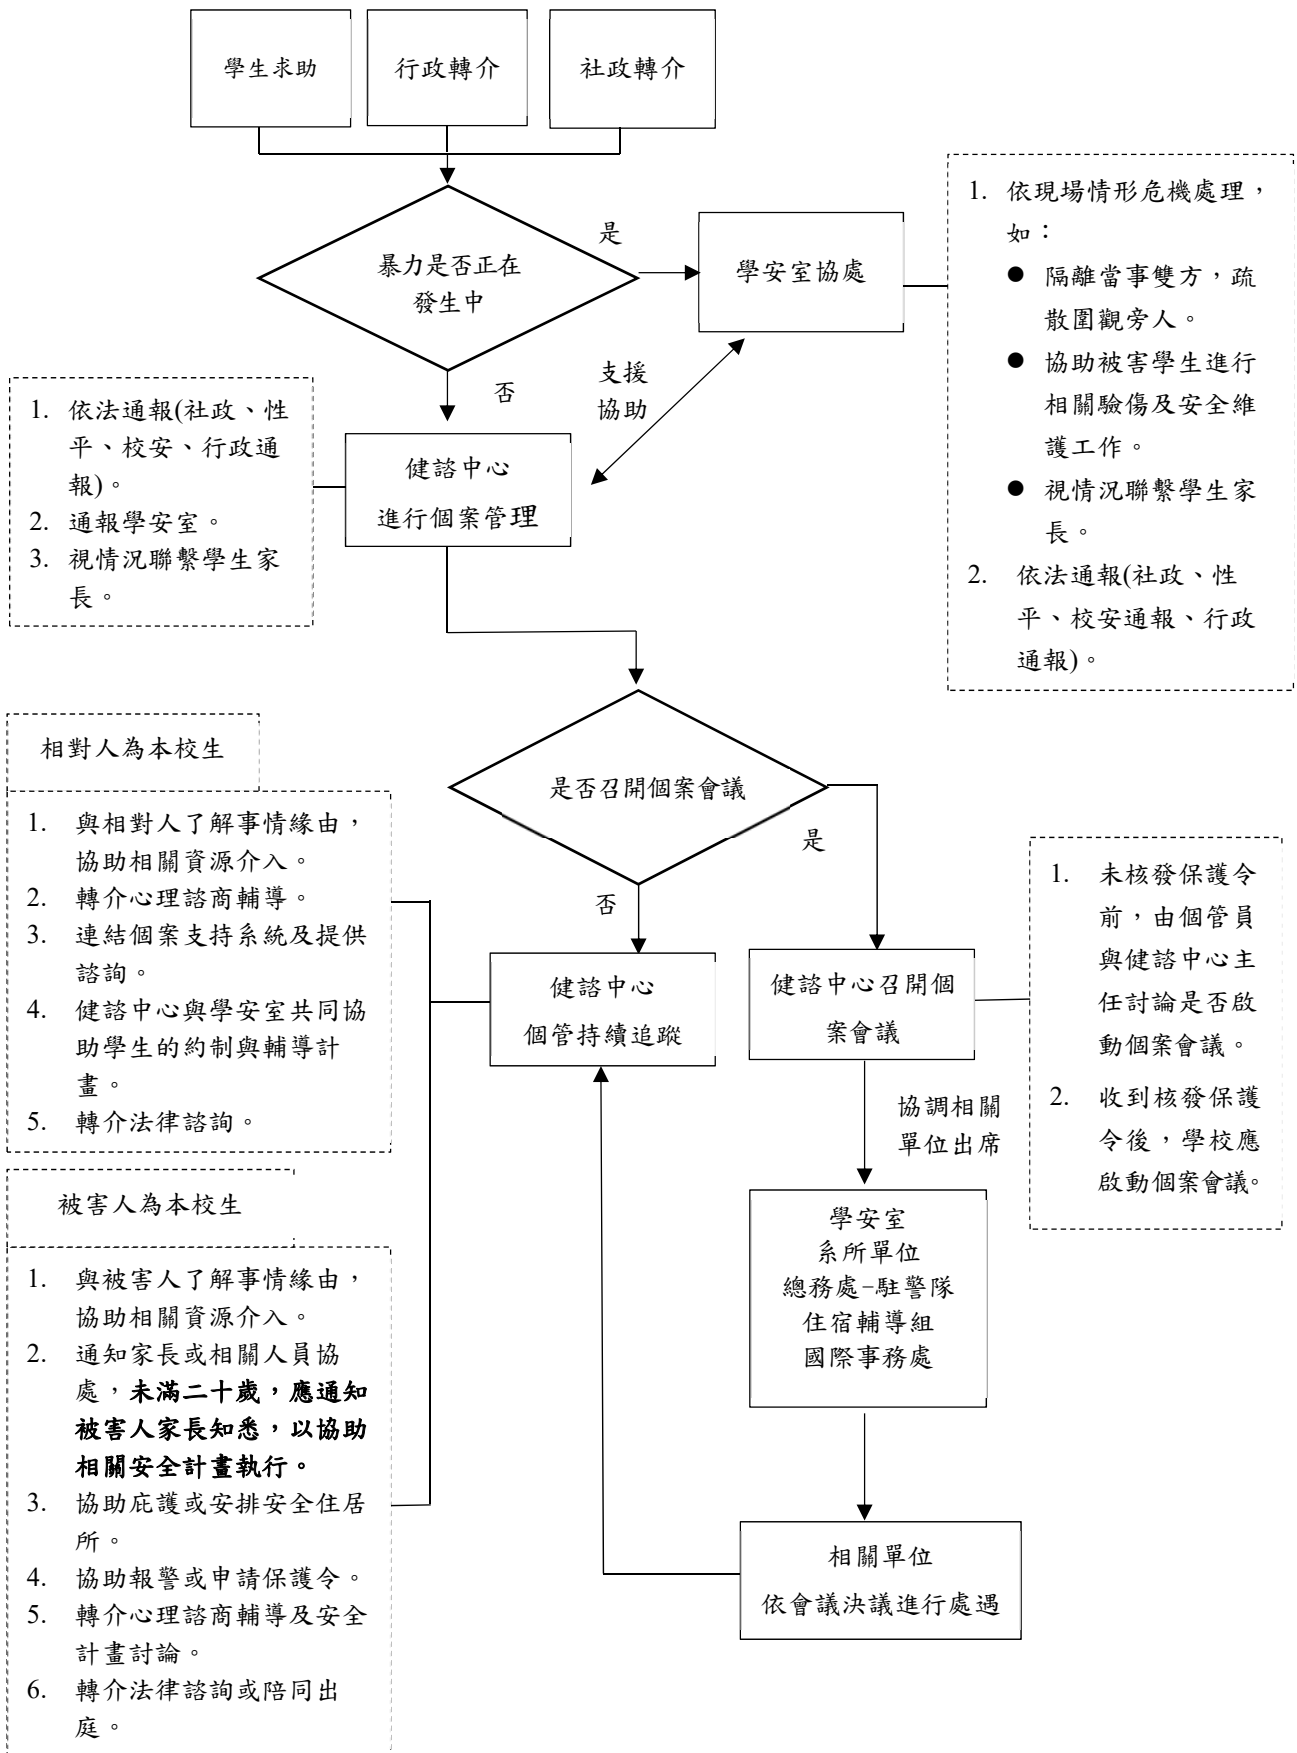 學生求助
行政轉介
社政轉介
暴力是否正在
發生中
是
學安室協處
1. 依現場情形危機處理，
如：
● 隔離當事雙方，疏
散圍觀旁人。
● 協助被害學生進行
相關驗傷及安全維
護工作。
● 視情況聯繫學生家
長。
2. 依法通報(社政、性
平、校安通報、行政
通報)。
否
支援
協助
1. 依法通報(社政、性
平、校安、行政通
報)。
2. 通報學安室。
3. 視情況聯繫學生家
長。
健諮中心
進行個案管理
是否召開個案會議
是
否
相對人為本校生
1. 與相對人了解事情緣由，
協助相關資源介入。
2. 轉介心理諮商輔導。
3. 連結個案支持系統及提供
諮詢。
4. 健諮中心與學安室共同協
助學生的約制與輔導計
畫。
5. 轉介法律諮詢。
健諮中心
個管持續追蹤
健諮中心召開個
案會議
1. 未核發保護令
前，由個管員
與健諮中心主
任討論是否啟
動個案會議。
2. 收到核發保護
令後，學校應
啟動個案會議。
協調相關
單位出席
被害人為本校生
1. 與被害人了解事情緣由，
協助相關資源介入。
2. 通知家長或相關人員協
處，未滿二十歲，應通知
被害人家長知悉，以協助
相關安全計畫執行。
3. 協助庇護或安排安全住居
所。
4. 協助報警或申請保護令。
5. 轉介心理諮商輔導及安全
計畫討論。
6. 轉介法律諮詢或陪同出
庭。
學安室
系所單位
總務處-駐警隊
住宿輔導組
國際事務處
相關單位
依會議決議進行處遇